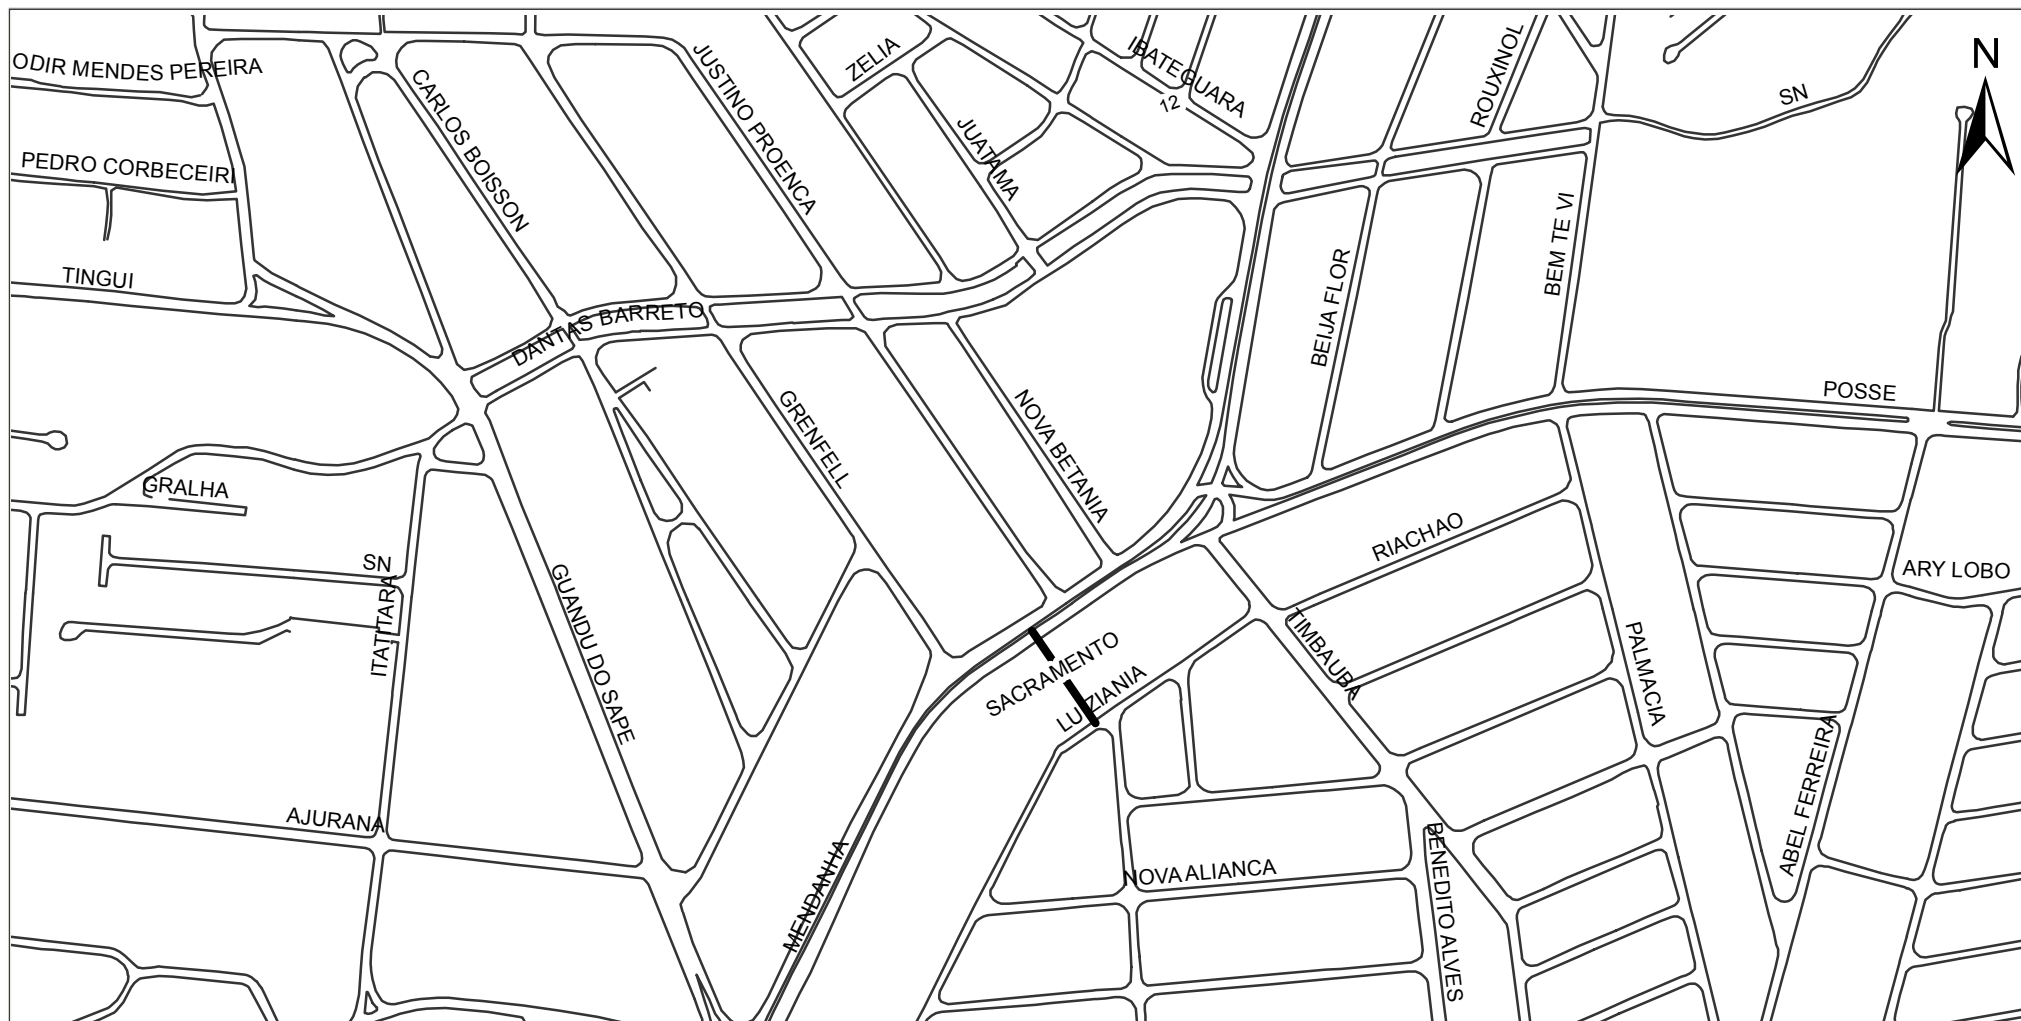 ODIR MENDES PEREIRA
ZELIA
IBATEGUARA
ROUXINOL
N
JUSTINO PROENCA
CARLOS BOISSON
12
SN
JUATAMA
PEDRO CORBECEIRI
BEM TE VI
TINGUI
BEIJA FLOR
DANTAS BARRETO
POSSE
GRENFELL
NOVA BETANIA
GRALHA
RIACHAO
SN
ARY LOBO
ITATITARA
GUANDU DO SAPE
TIMBAUBA
PALMACIA
SACRAMENTO
LUZIANIA
AJURANA
ABEL FERREIRA
MENDANHA
NOVA ALIANCA
BENEDITO ALVES